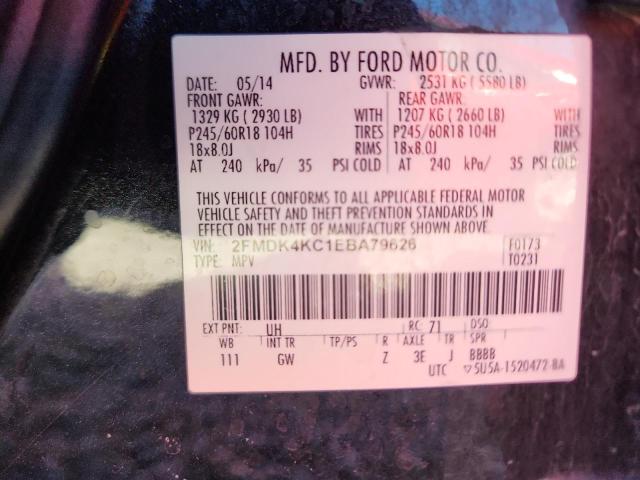 MFD. BY FORD MOTOR CO.
DATE: 05/14 GVWR: 2531 KG ( 5580 LB)
FRONT GAWR: REAR GAWR:
1329 KG ( 2930 LB) WITH 1207 KG ( 2660 LB) WITH
P245/60R18 104H TIRES P245/60R18 104H TIRES
18x8.0J RIMS 18x8.0J RIMS
AT 240 kPa/ 35 PSI COLD AT 240 kPa/ 35 PSI COLD
THIS VEHICLE CONFORMS TO ALL APPLICABLE FEDERAL MOTOR
VEHICLE SAFETY AND THEFT PREVENTION STANDARDS IN
EFFECT ON THE DATE OF MANUFACTURE SHOWN ABOVE.
VIN: 2FMDK4KC1EBA79626 F0173
TYPE: MPV T0231
EXT PNT: UH RC: 71 DSO:
WB INT TR TP/PS R AXLE TR SPR
111 GW Z 3E J BBBB
UTC ▽5U5A-1520472-BA